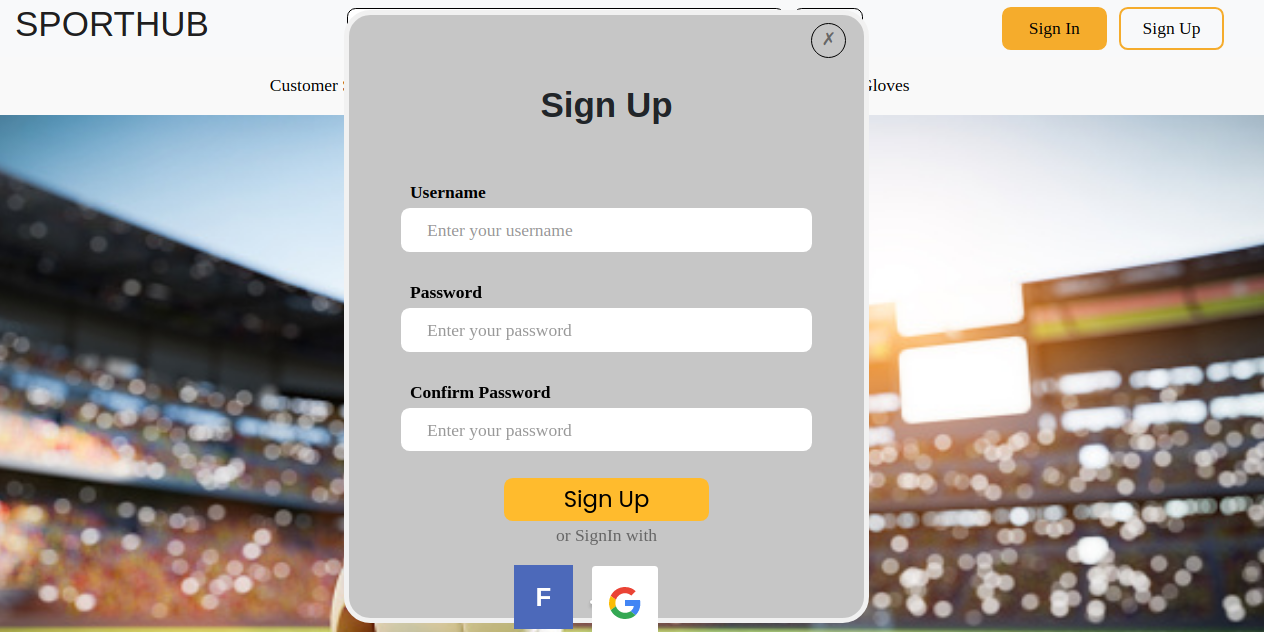 SPORTHUB
Sign In
Sign Up
Customer
Gloves
✗
Sign Up
Username
Enter your username
Password
Enter your password
Confirm Password
Enter your password
Sign Up
or SignIn with
F
G